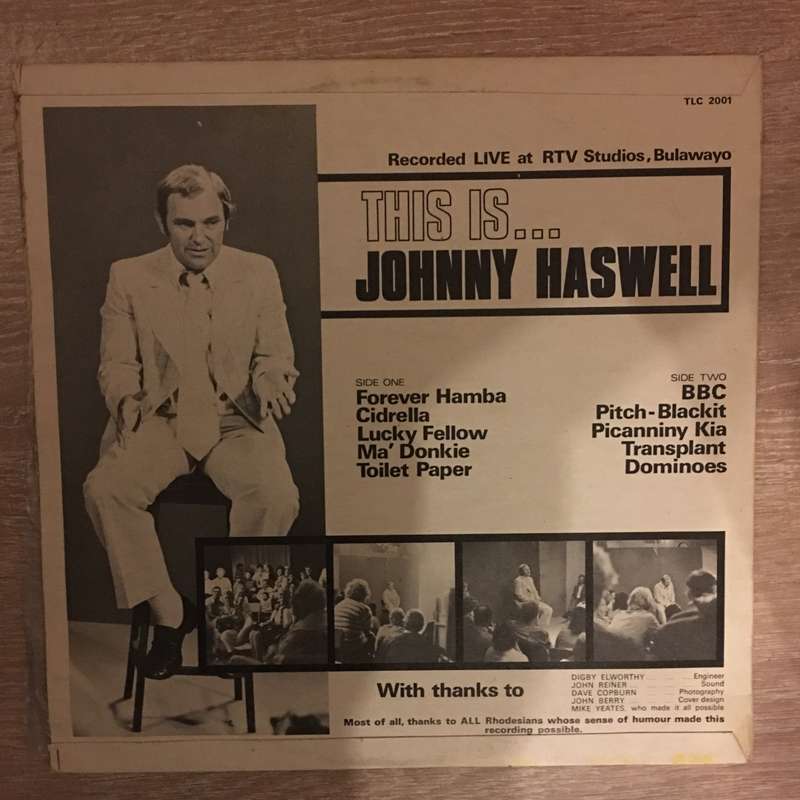 TLC 2001
Recorded LIVE at RTV Studios, Bulawayo
THIS IS...
JOHNNY HASWELL
SIDE ONE
Forever Hamba
Cidrella
Lucky Fellow
Ma' Donkie
Toilet Paper
SIDE TWO
BBC
Pitch-Blackit
Picanniny Kia
Transplant
Dominoes
With thanks to
DIGBY ELWORTHY Engineer
JOHN REINER Sound
DAVE COPBURN Photography
JOHN BERRY Cover design
MIKE YEATES, who made it all possible
Most of all, thanks to ALL Rhodesians whose sense of humour made this
recording possible.